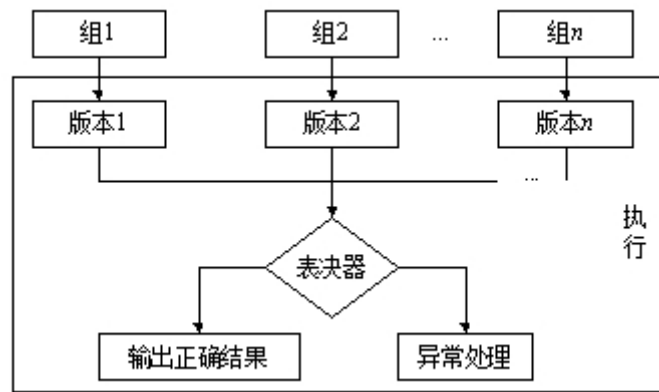 组1 组2 ... 组n
版本1 版本2 版本n
...
执行
表决器
输出正确结果 异常处理